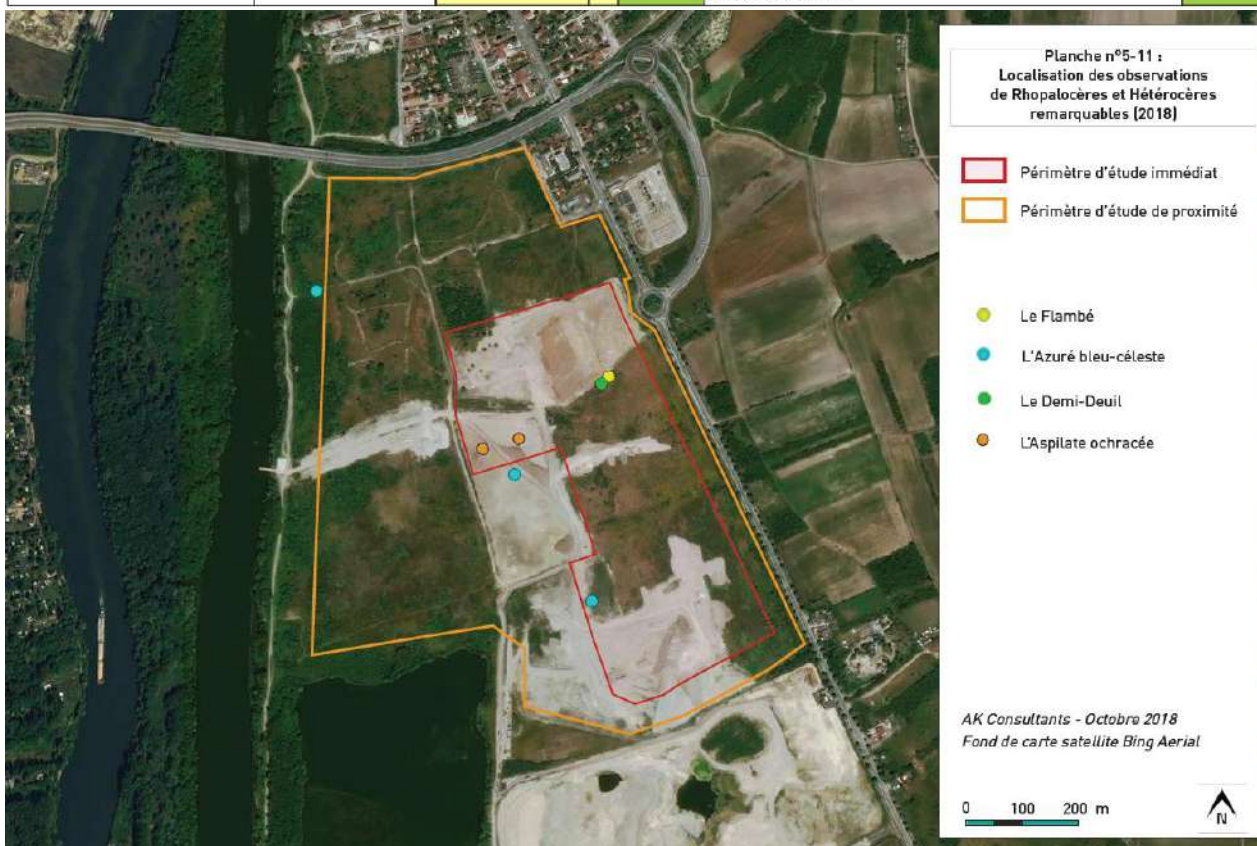 Planche n°5-11 :
Localisation des observations
de Rhopalocères et Hétérocères
remarquables (2018)
Périmètre d'étude immédiat
Périmètre d'étude de proximité
Le Flambé
L'Azuré bleu-céleste
Le Demi-Deuil
L'Aspilate ochracée
AK Consultants - Octobre 2018
Fond de carte satellite Bing Aerial
0 100 200 m
N